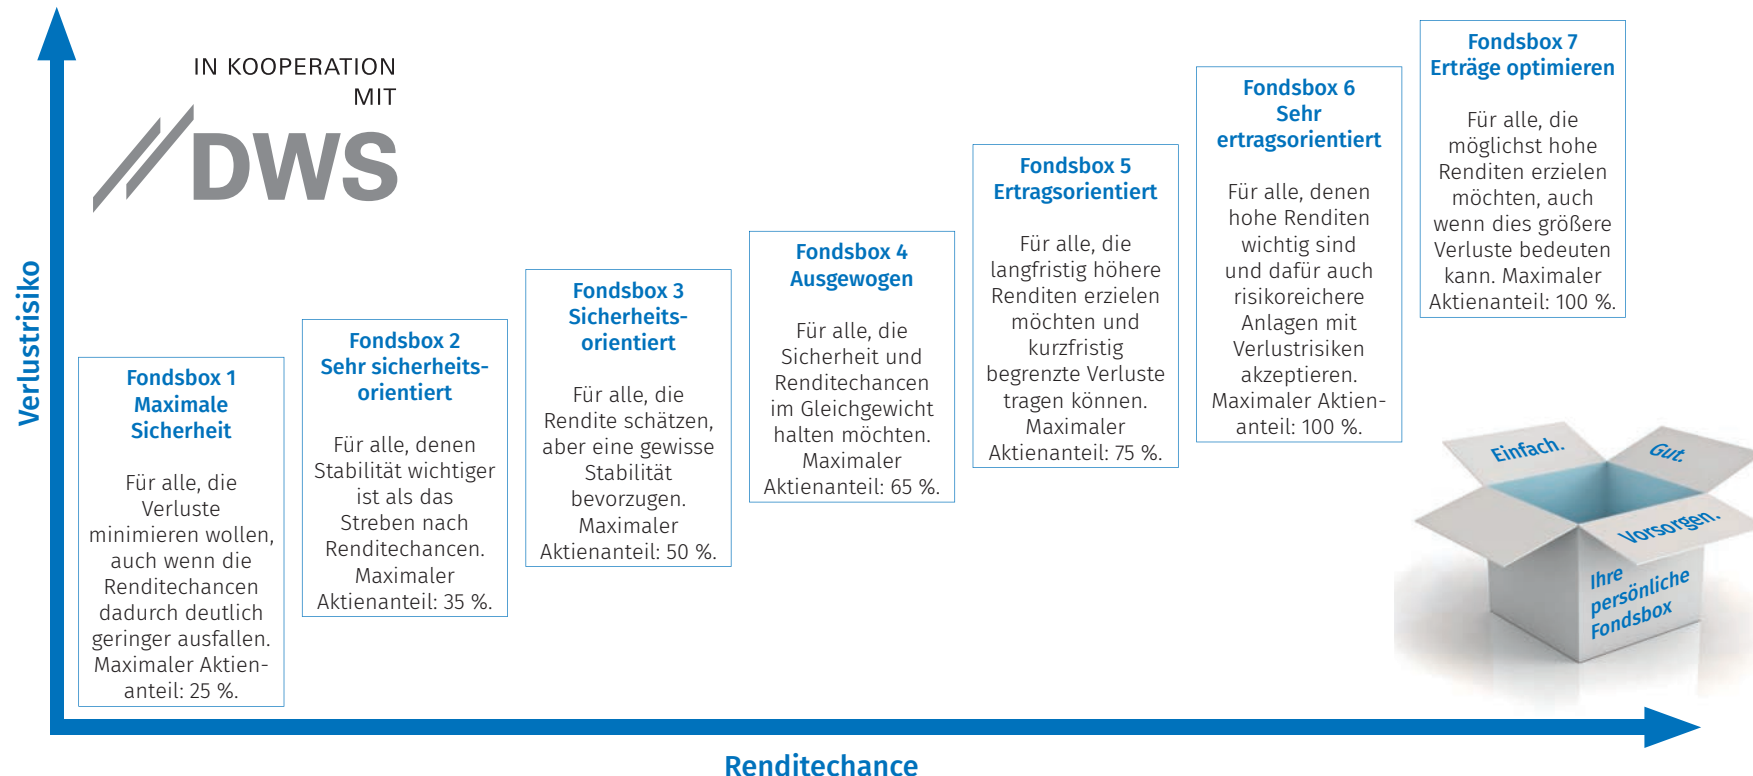 IN KOOPERATION
MIT
DWS
Verlustrisiko
Fondsbox 1
Maximale
Sicherheit
Für alle, die
Verluste
minimieren wollen,
auch wenn die
Renditechancen
dadurch deutlich
geringer ausfallen.
Maximaler Aktien-
anteil: 25 %.
Fondsbox 2
Sehr sicherheits-
orientiert
Für alle, denen
Stabilität wichtiger
ist als das
Streben nach
Renditechancen.
Maximaler
Aktienanteil: 35 %.
Fondsbox 3
Sicherheits-
orientiert
Für alle, die
Rendite schätzen,
aber eine gewisse
Stabilität
bevorzugen.
Maximaler
Aktienanteil: 50 %.
Fondsbox 4
Ausgewogen
Für alle, die
Sicherheit und
Renditechancen
im Gleichgewicht
halten möchten.
Maximaler
Aktienanteil: 65 %.
Fondsbox 5
Ertragsorientiert
Für alle, die
langfristig höhere
Renditen erzielen
möchten und
kurzfristig
begrenzte Verluste
tragen können.
Maximaler
Aktienanteil: 75 %.
Fondsbox 6
Sehr
ertragsorientiert
Für alle, denen
hohe Renditen
wichtig sind
und dafür auch
risikoreichere
Anlagen mit
Verlustrisiken
akzeptieren.
Maximaler Aktien-
anteil: 100 %.
Fondsbox 7
Erträge optimieren
Für alle, die
möglichst hohe
Renditen erzielen
möchten, auch
wenn dies größere
Verluste bedeuten
kann. Maximaler
Aktienanteil: 100 %.
Einfach.
Gut.
Vorsorgen.
Ihre
persönliche
Fondsbox
Renditechance